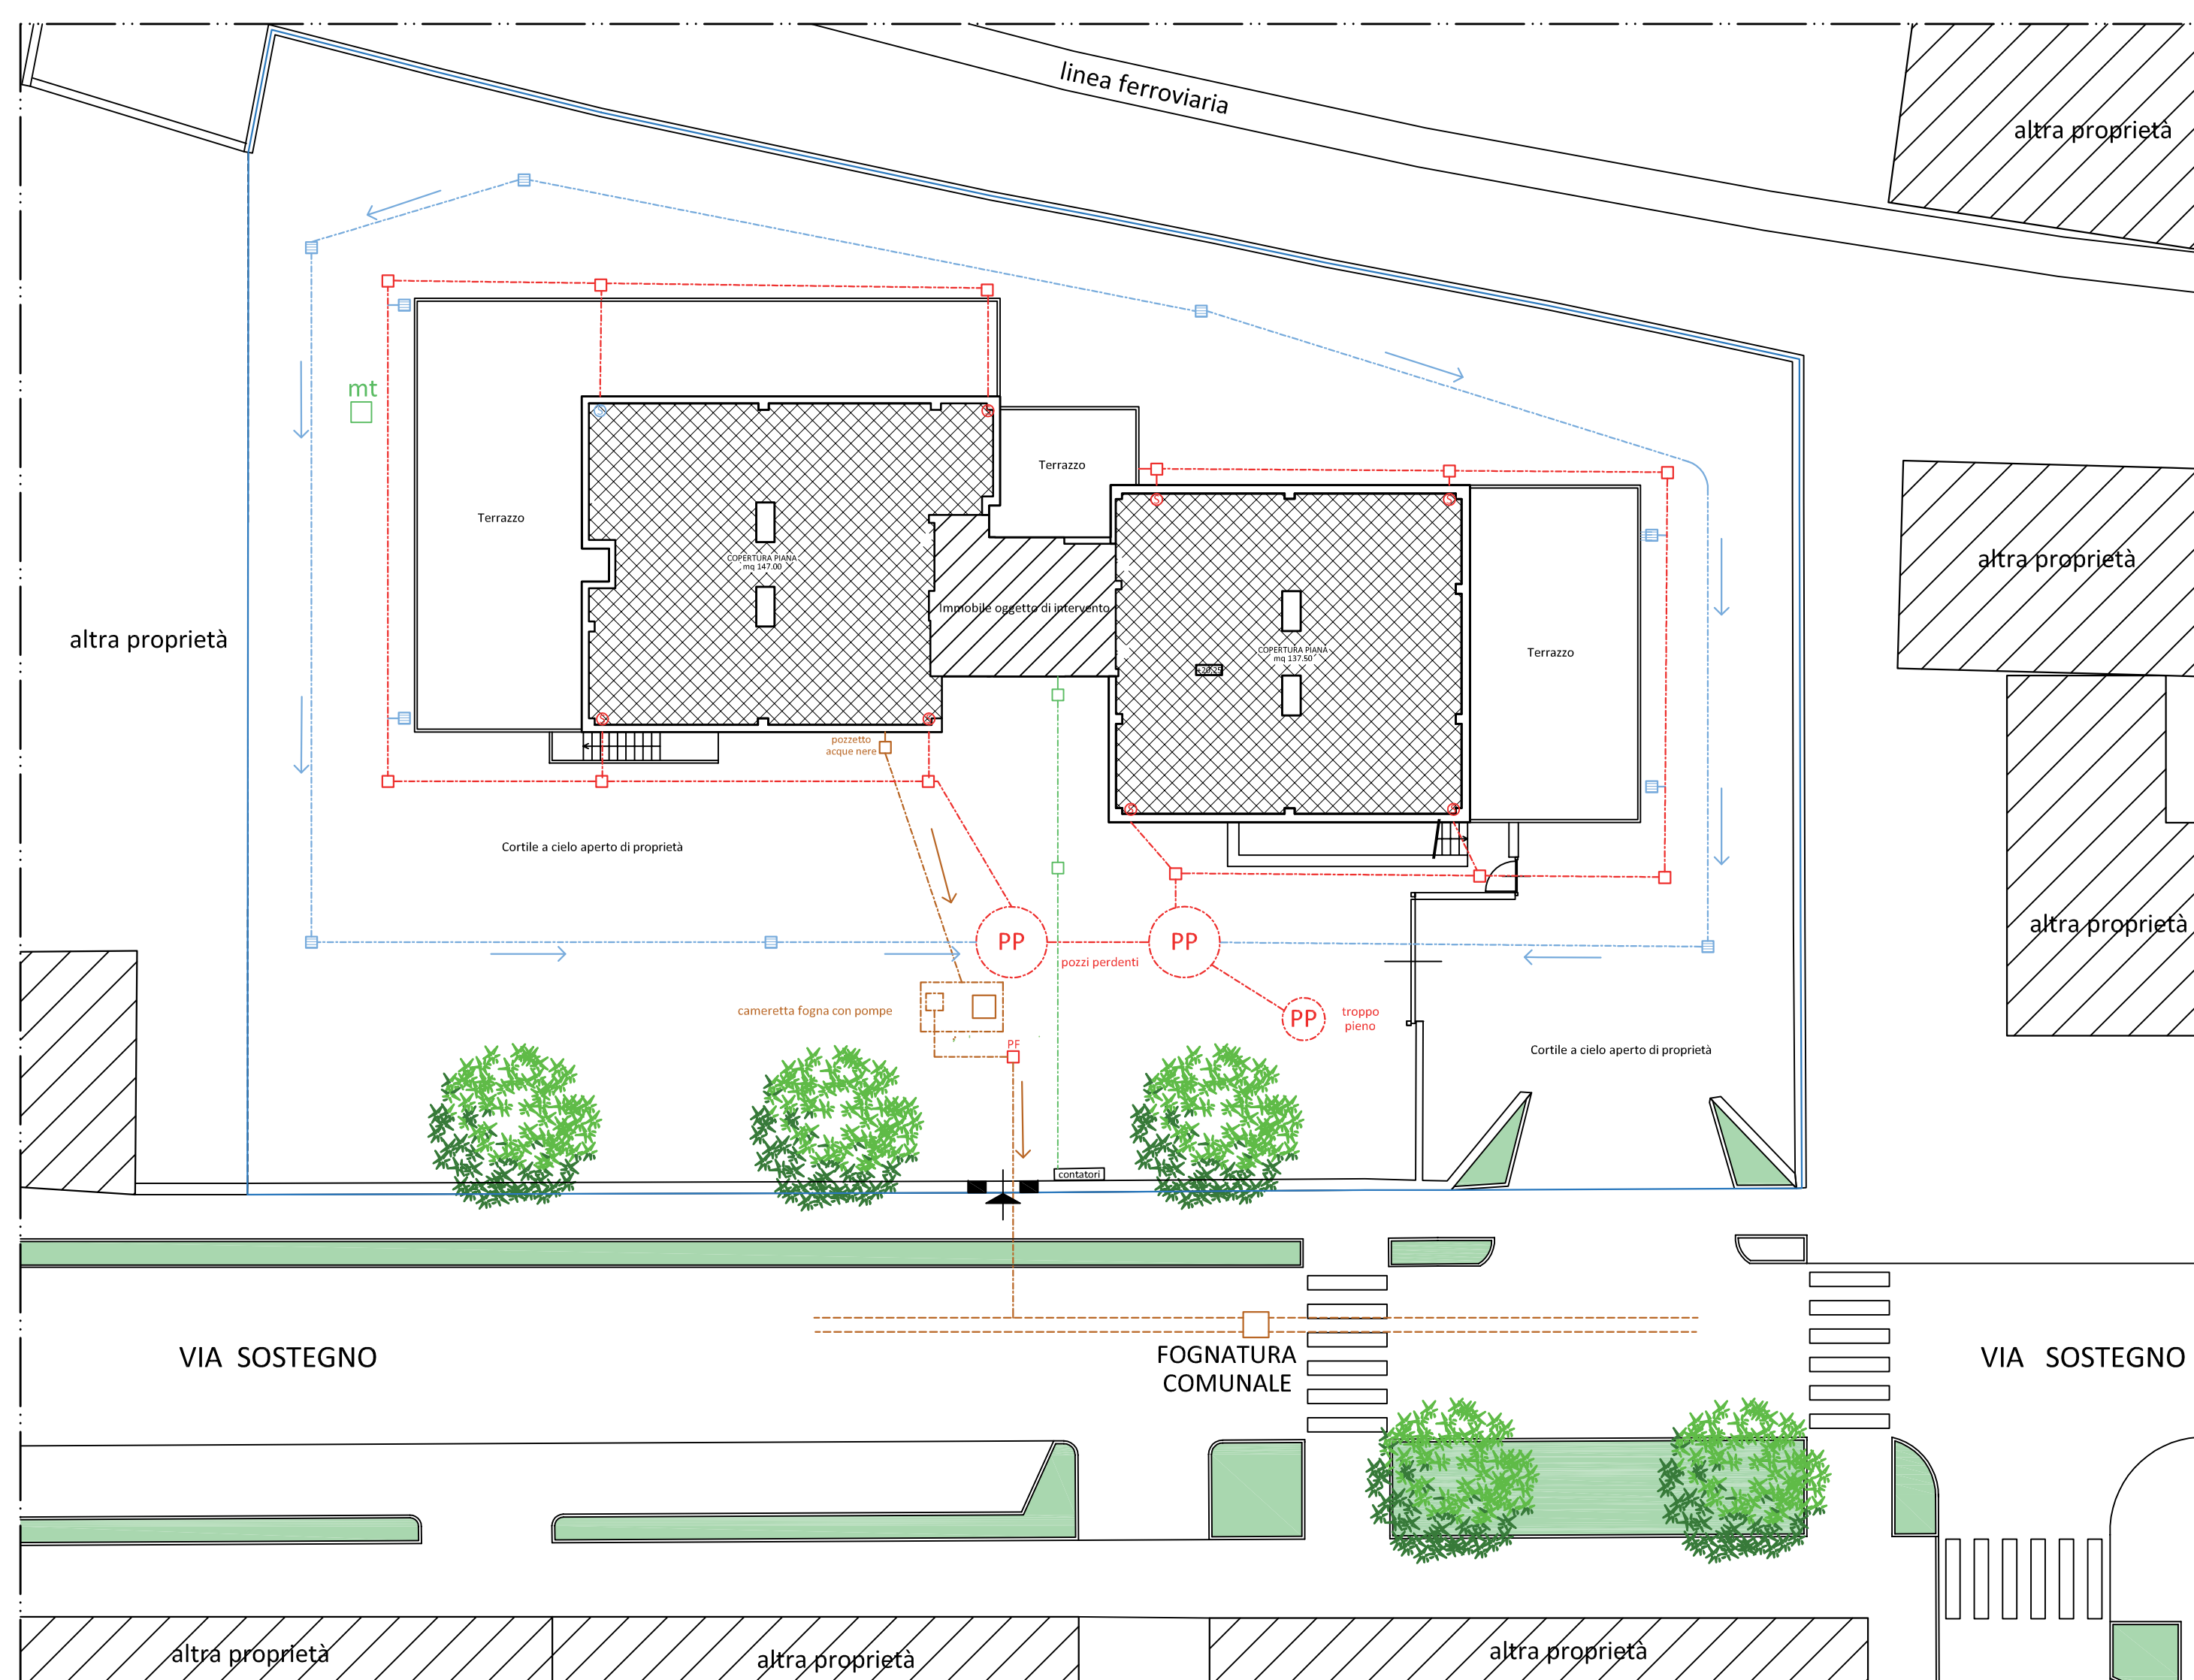 linea ferroviaria
altra proprietà
mt
Terrazzo
Terrazzo
COPERTURA PIANA
mq 147.00
altra proprietà
Immobile oggetto di intervento
altra proprietà
COPERTURA PIANA
mq 137.50
Terrazzo
S
S
S
S
S
S
S
S
pozzetto
acque nere
Cortile a cielo aperto di proprietà
altra proprietà
PP
PP
pozzi perdenti
cameretta fogna con pompe
PP
troppo
pieno
PF
Cortile a cielo aperto di proprietà
contatori
VIA SOSTEGNO
FOGNATURA
COMUNALE
VIA SOSTEGNO
altra proprietà
altra proprietà
altra proprietà